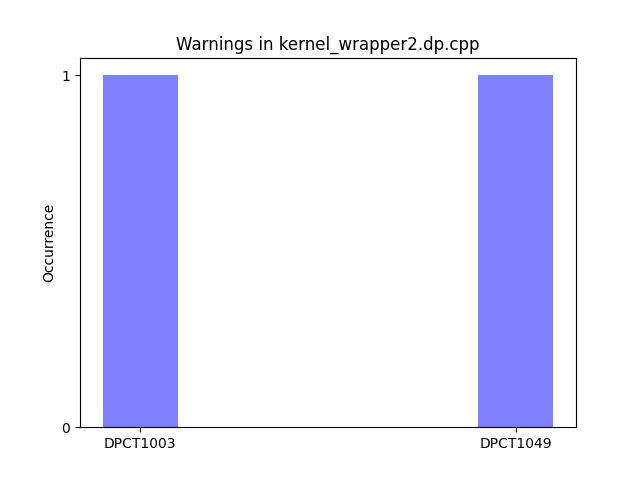 Warnings in kernel_wrapper2.dp.cpp
1
Occurrence
0
DPCT1003
DPCT1049